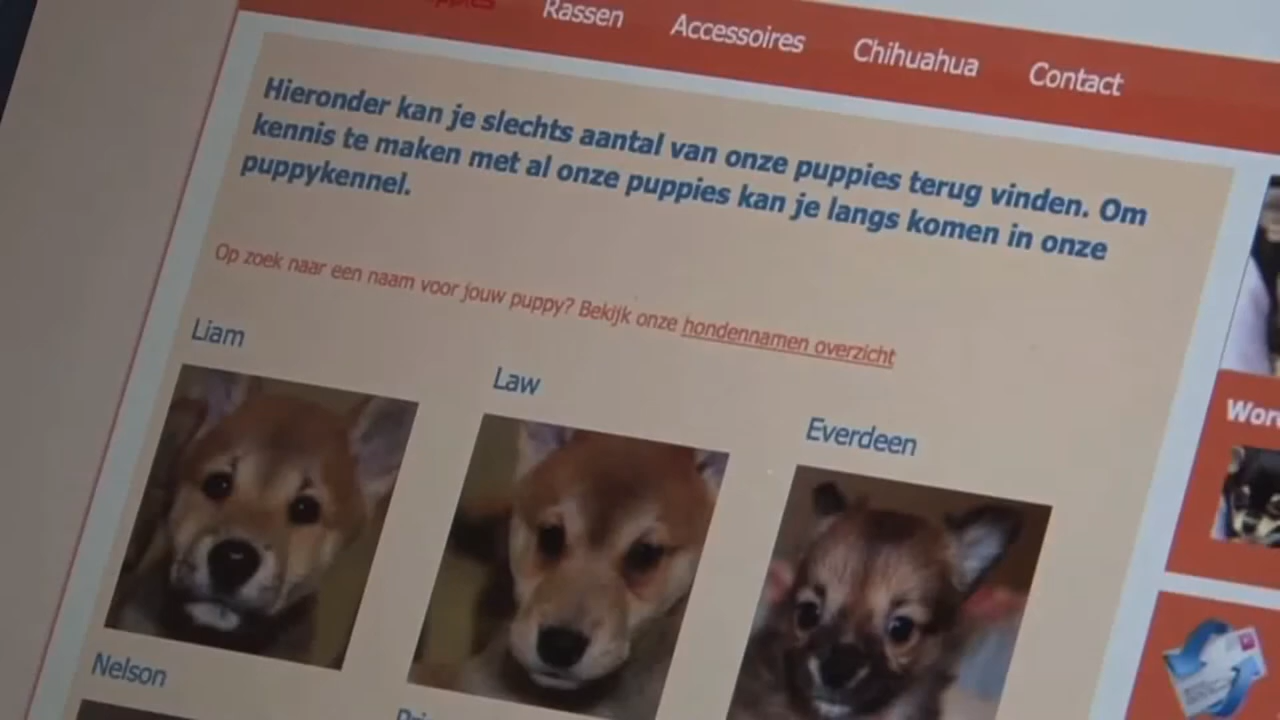 Rassen Accessoires Chihuahua Contact
Hieronder kan je slechts aantal van onze puppies terug vinden. Om
kennis te maken met al onze puppies kan je langs komen in onze
puppykennel.
Op zoek naar een naam voor jouw puppy? Bekijk onze hondennamen overzicht
Liam
Law
Everdeen
Nelson